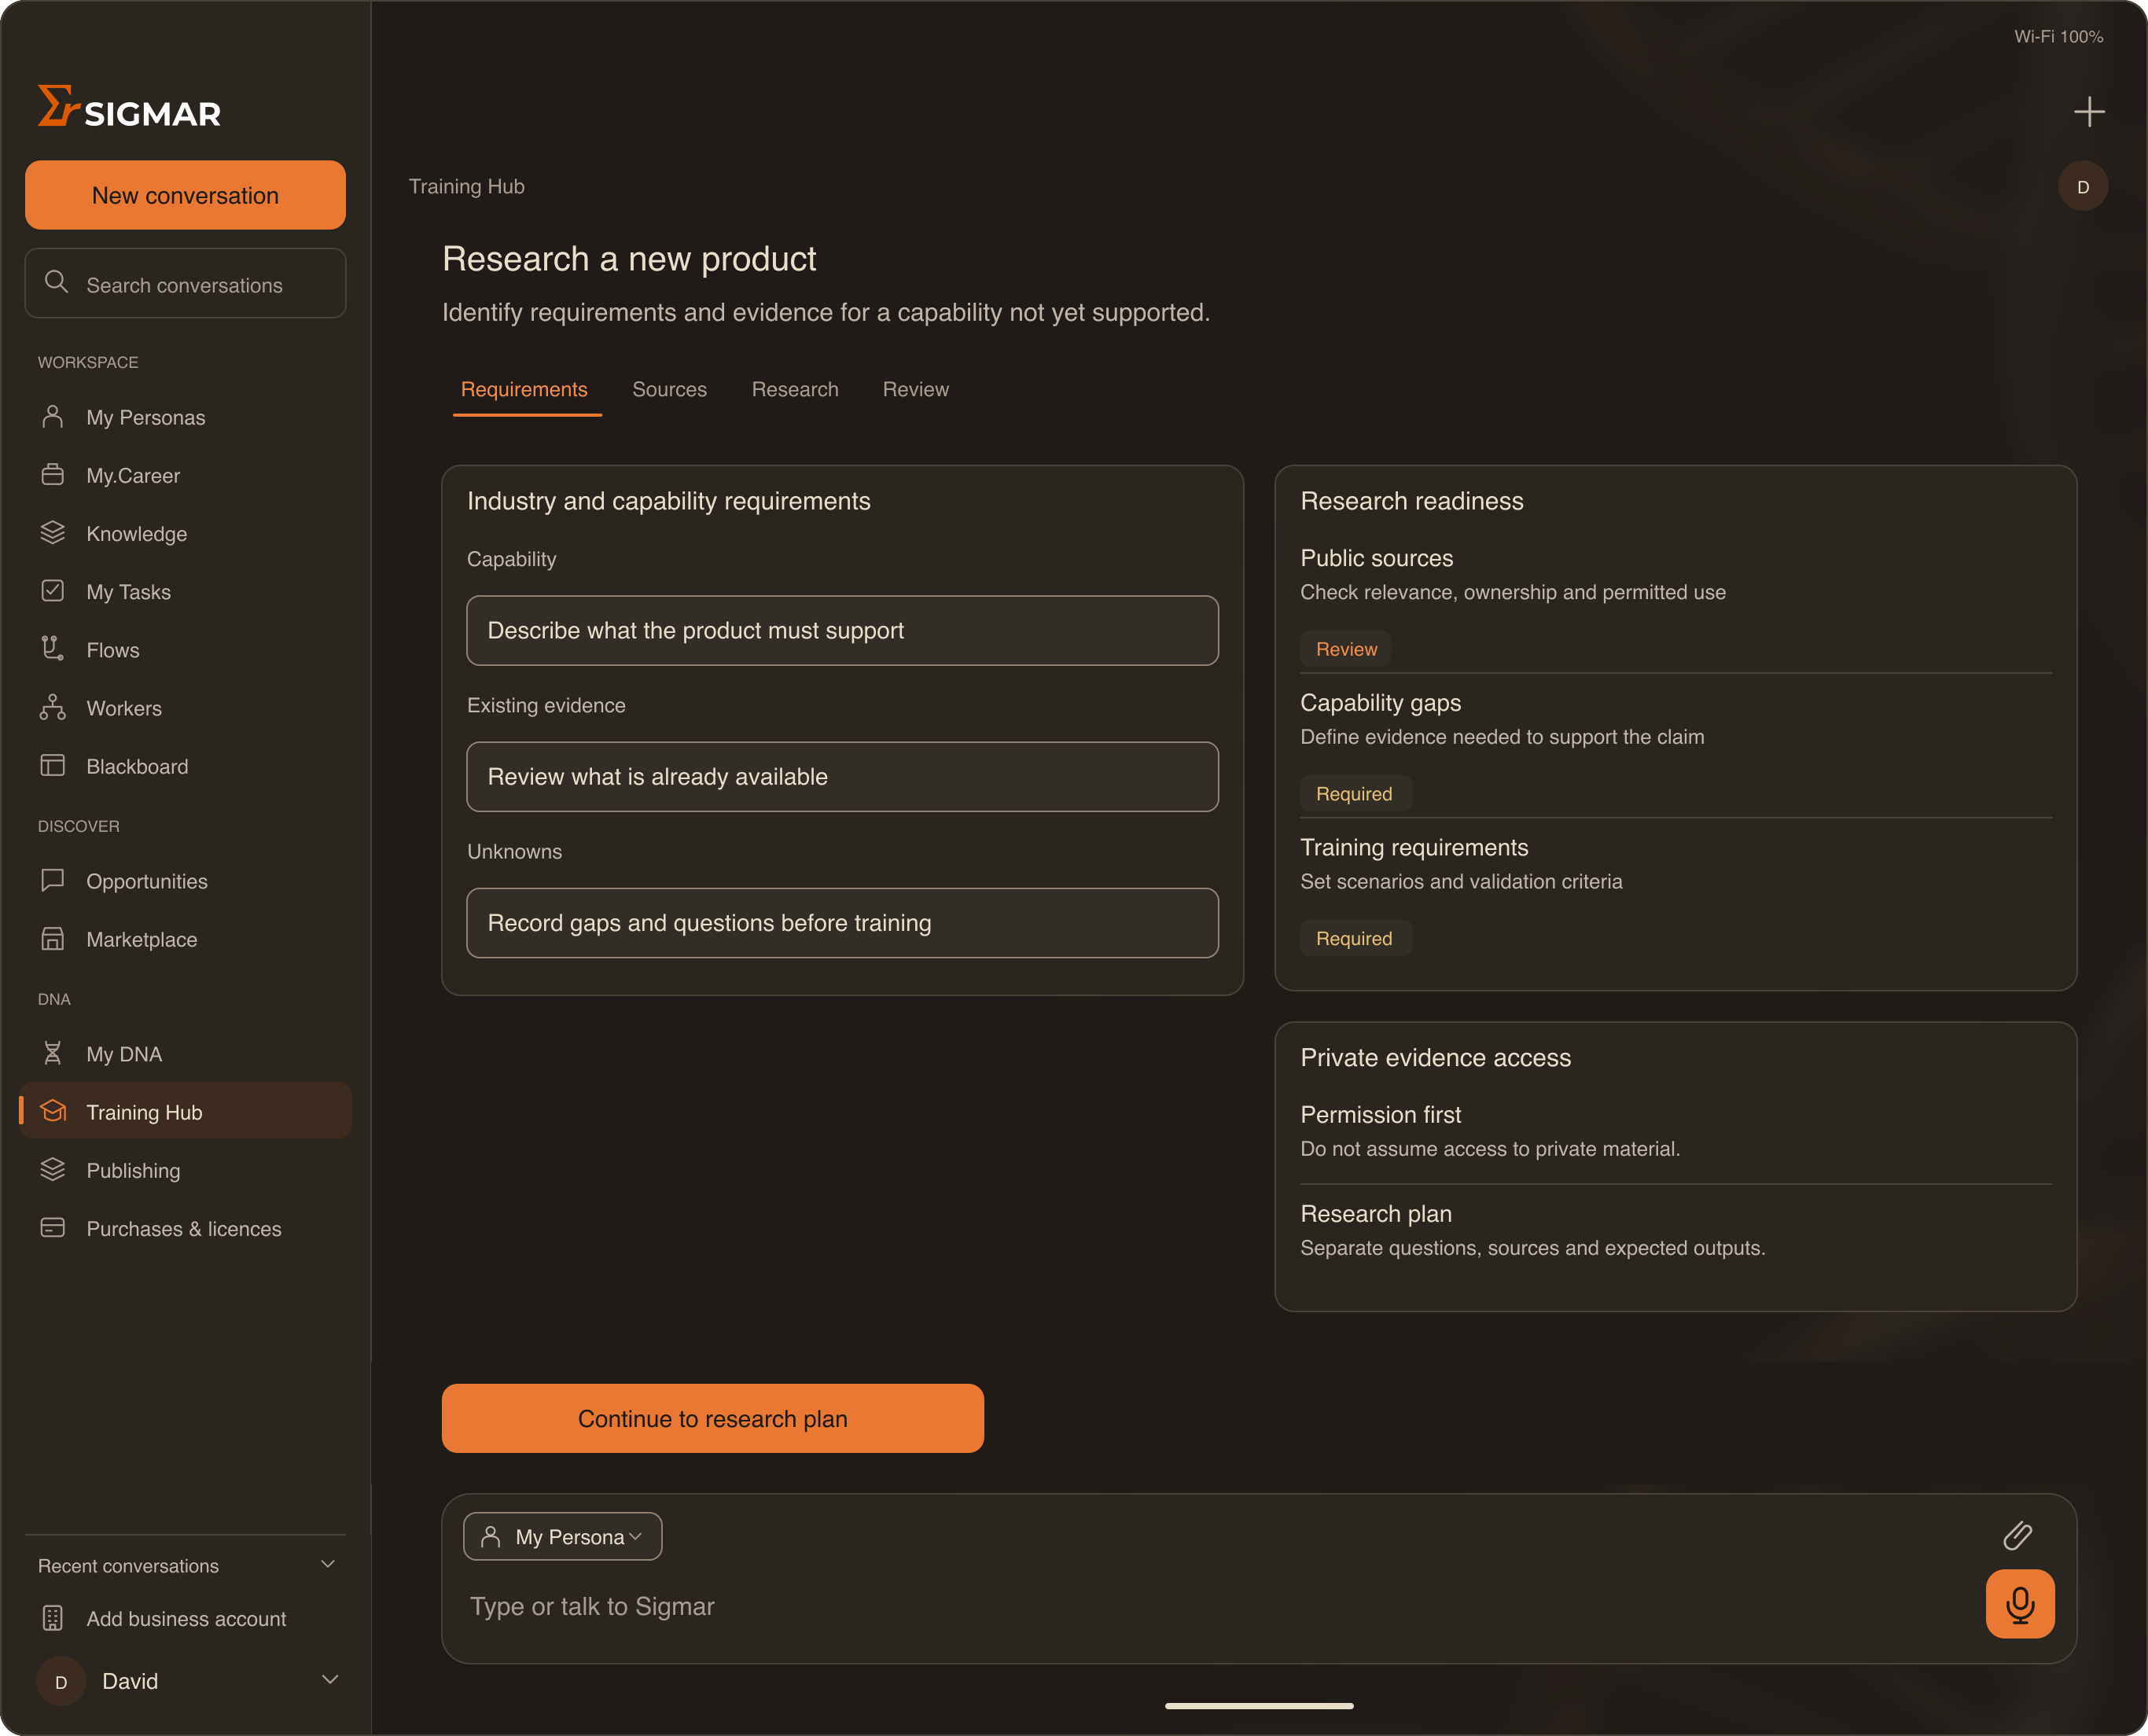 Wi-Fi 100%
Σr SIGMAR
New conversation
Search conversations
WORKSPACE
My Personas
My.Career
Knowledge
My Tasks
Flows
Workers
Blackboard
DISCOVER
Opportunities
Marketplace
DNA
My DNA
Training Hub
Publishing
Purchases & licences
Recent conversations
Add business account
D
David
Training Hub
D
Research a new product
Identify requirements and evidence for a capability not yet supported.
Requirements
Sources
Research
Review
Industry and capability requirements
Capability
Describe what the product must support
Existing evidence
Review what is already available
Unknowns
Record gaps and questions before training
Research readiness
Public sources
Check relevance, ownership and permitted use
Review
Capability gaps
Define evidence needed to support the claim
Required
Training requirements
Set scenarios and validation criteria
Required
Private evidence access
Permission first
Do not assume access to private material.
Research plan
Separate questions, sources and expected outputs.
Continue to research plan
My Persona
Type or talk to Sigmar